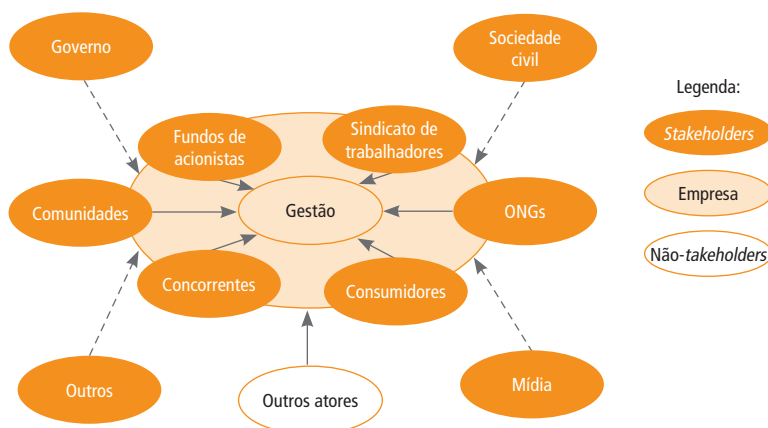 Governo
Sociedade
civil
Legenda:
Stakeholders
Fundos de
acionistas
Sindicato de
trabalhadores
Empresa
Comunidades
Gestão
ONGs
Não-takeholders
Concorrentes
Consumidores
Outros
Outros atores
Mídia